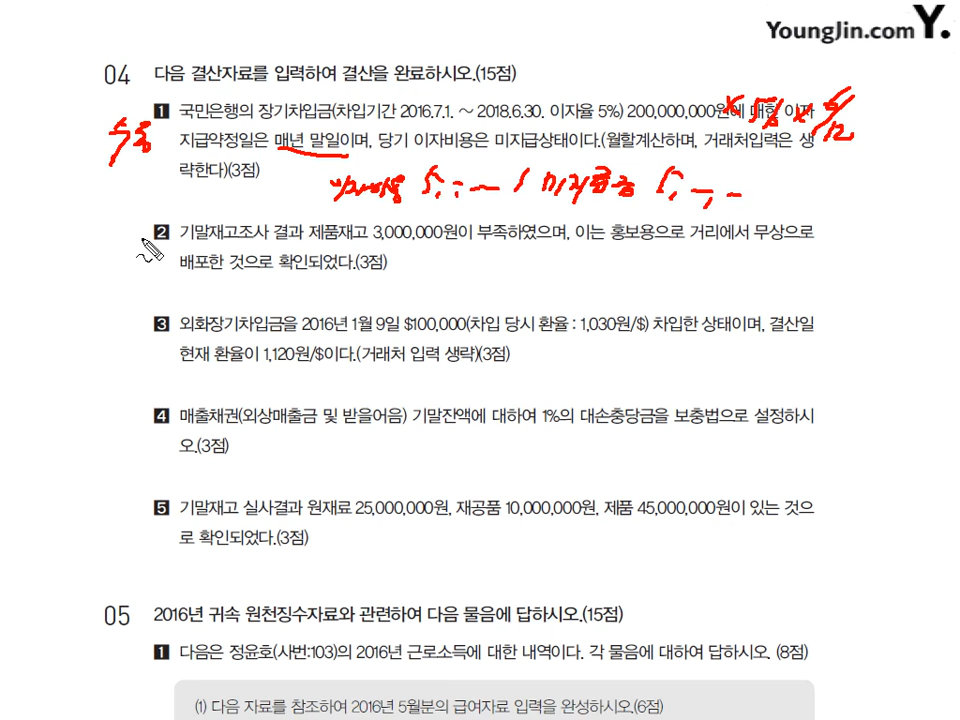 YoungJin.com Y.
04 다음 결산자료를 입력하여 결산을 완료하시오.(15점)
1 국민은행의 장기차입금(차입기간 2016.7.1. ~ 2018.6.30. 이자율 5%) 200,000,000원에 대한 이자
x 5% x 6/12
수동
지급약정일은 매년 말일이며, 당기 이자비용은 미지급상태이다.(월할계산하며, 거래처입력은 생
략한다)(3점)
2 기말재고조사 결과 제품재고 3,000,000원이 부족하였으며, 이는 홍보용으로 거리에서 무상으로
배포한 것으로 확인되었다.(3점)
3 외화장기차입금을 2016년 1월 9일 $100,000(차입 당시 환율 : 1,030원/$) 차입한 상태이며, 결산일
현재 환율이 1,120원/$이다.(거래처 입력 생략)(3점)
4 매출채권(외상매출금 및 받을어음) 기말잔액에 대하여 1%의 대손충당금을 보충법으로 설정하시
오.(3점)
5 기말재고 실사결과 원재료 25,000,000원, 재공품 10,000,000원, 제품 45,000,000원이 있는 것으
로 확인되었다.(3점)
05 2016년 귀속 원천징수자료와 관련하여 다음 물음에 답하시오.(15점)
1 다음은 정윤호(사번:103)의 2016년 근로소득에 대한 내역이다. 각 물음에 대하여 답하시오. (8점)
(1) 다음 자료를 참조하여 2016년 5월분의 급여자료 입력을 완성하시오.(6점)